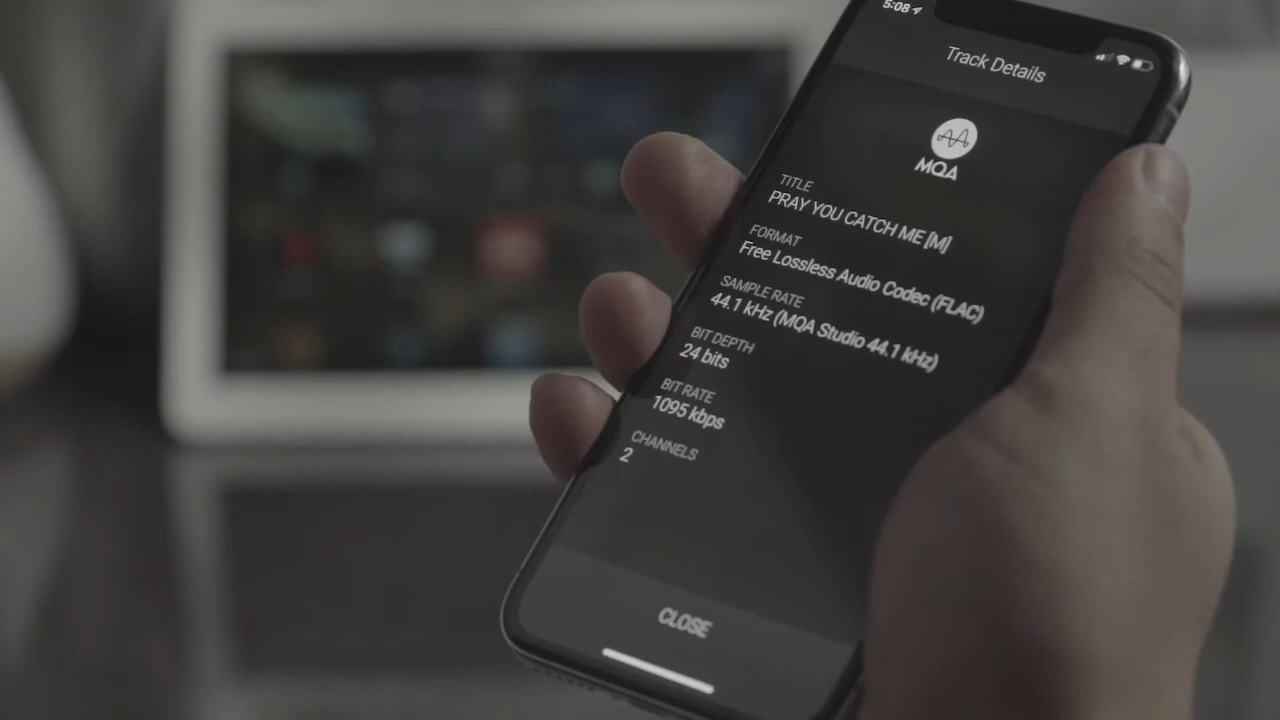 5:08
Track Details
MQA
TITLE
PRAY YOU CATCH ME [M]
FORMAT
Free Lossless Audio Codec (FLAC)
SAMPLE RATE
44.1 kHz (MQA Studio 44.1 kHz)
BIT DEPTH
24 bits
BIT RATE
1095 kbps
CHANNELS
2
CLOSE